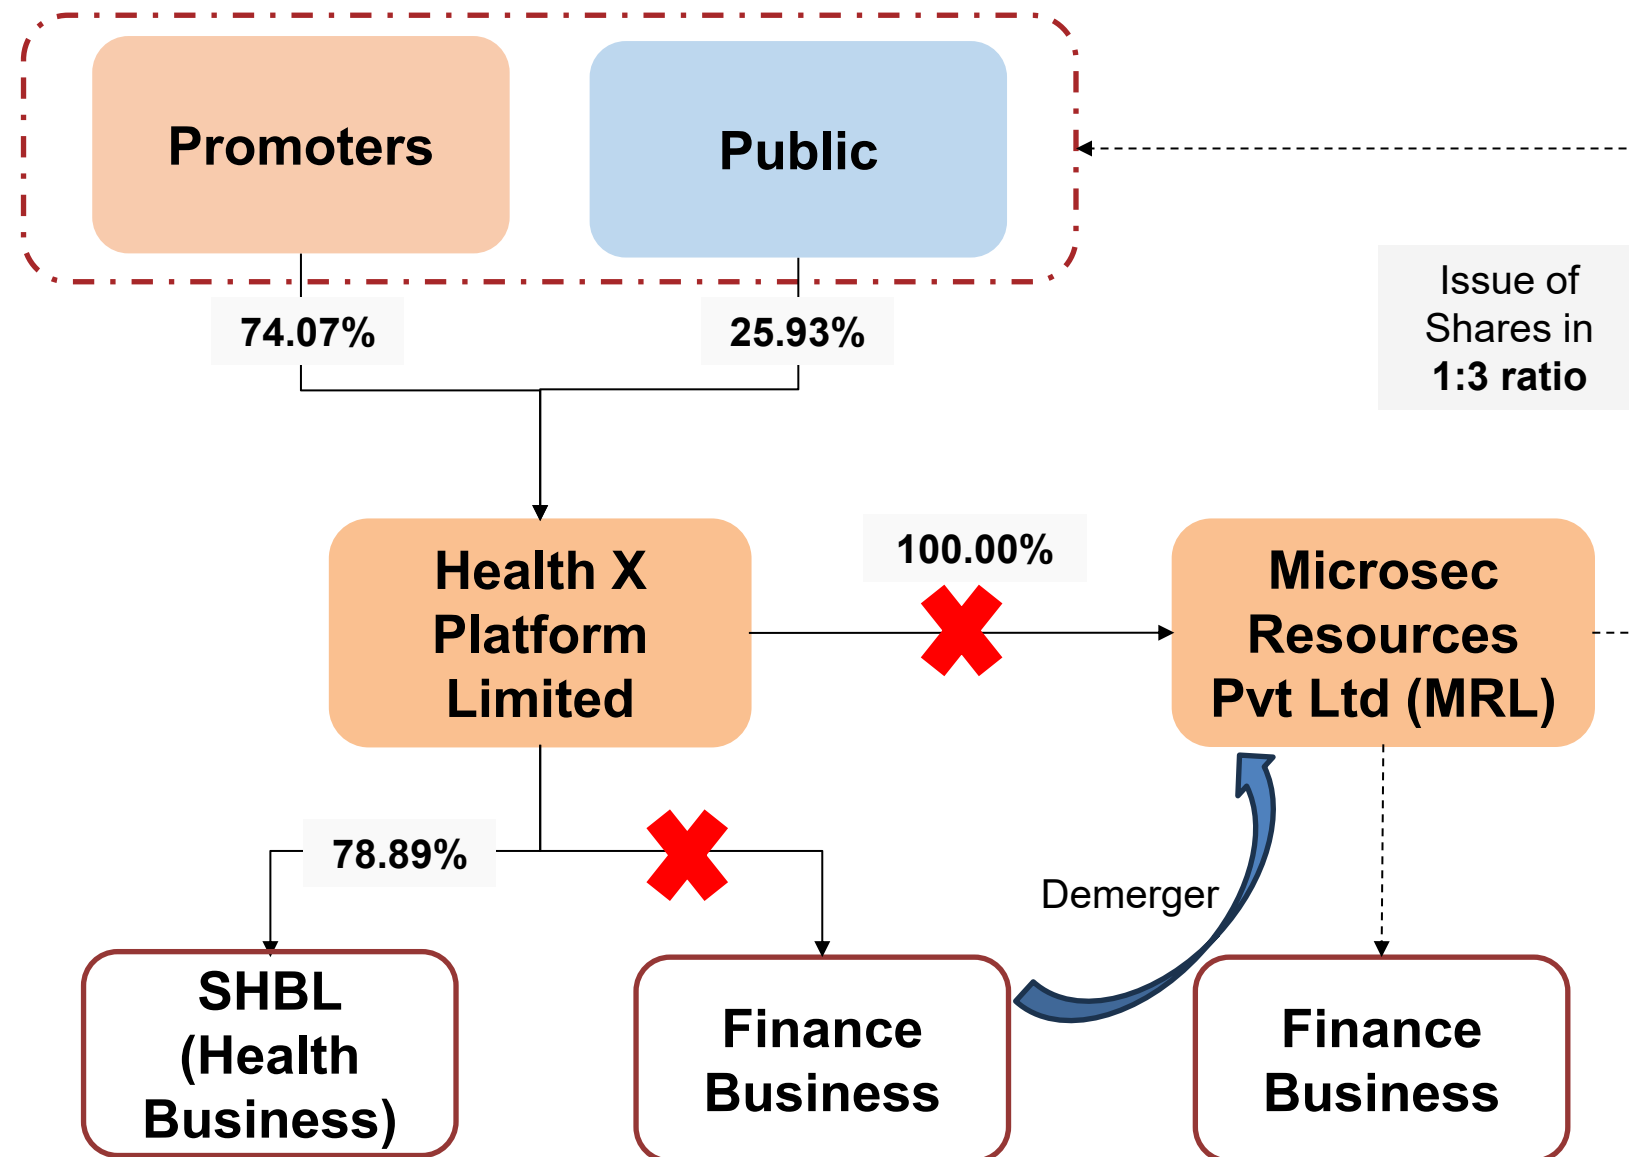 Promoters
Public
74.07%
25.93%
Issue of
Shares in
1:3 ratio
Health X
Platform
Limited
100.00%
Microsec
Resources
Pvt Ltd (MRL)
78.89%
Demerger
SHBL
(Health
Business)
Finance
Business
Finance
Business